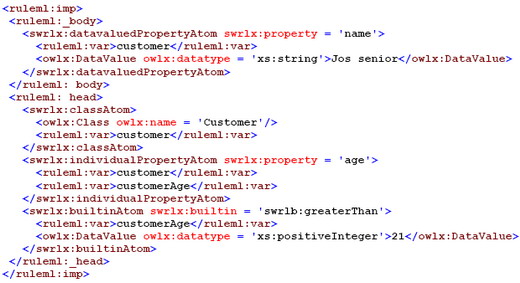 <ruleml:imp>
<ruleml:_body>
<swrlx:datavaluedPropertyAtom swrlx:property = 'name'>
<ruleml:var>customer</ruleml:var>
<owlx:DataValue owlx:datatype = 'xs:string'>Jos senior</owlx:DataValue>
</swrlx:datavaluedPropertyAtom>
</ruleml:_body>
<ruleml:_head>
<swrlx:classAtom>
<owlx:Class owlx:name = 'Customer'/>
<ruleml:var>customer</ruleml:var>
</swrlx:classAtom>
<swrlx:individualPropertyAtom swrlx:property = 'age'>
<ruleml:var>customer</ruleml:var>
<ruleml:var>customerAge</ruleml:var>
</swrlx:individualPropertyAtom>
<swrlx:builtinAtom swrlx:builtin = 'swrlb:greaterThan'>
<ruleml:var>customerAge</ruleml:var>
<owlx:DataValue owlx:datatype = 'xs:positiveInteger'>21</owlx:DataValue>
</swrlx:builtinAtom>
</ruleml:_head>
</ruleml:imp>